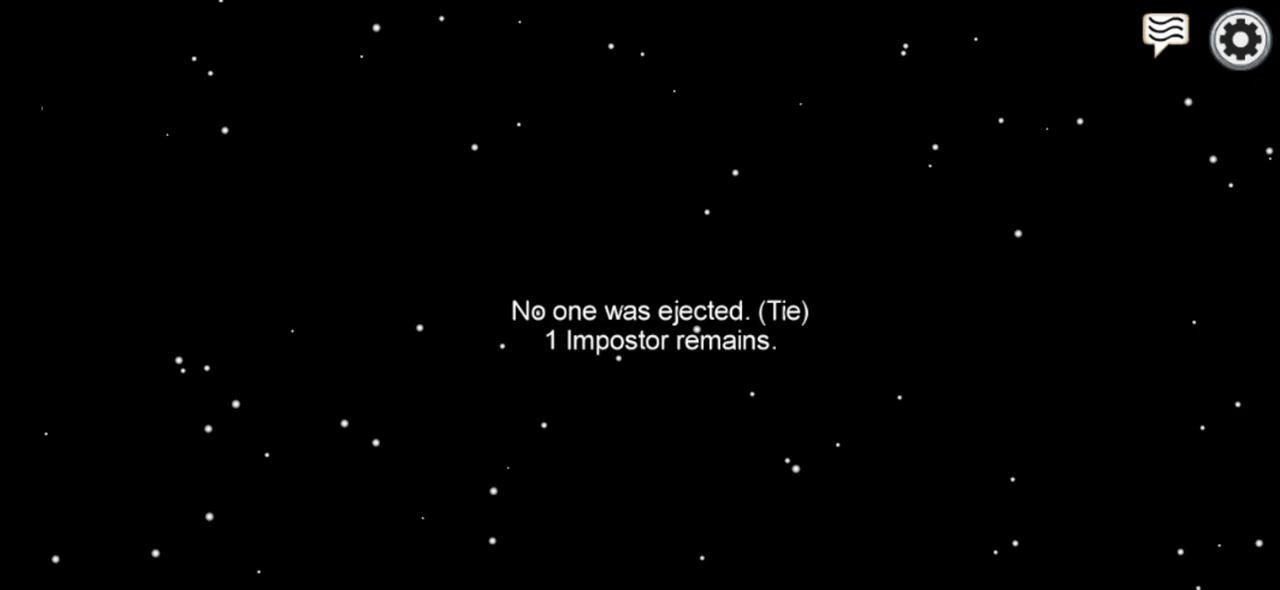 No one was ejected. (Tie)
1 Impostor remains.